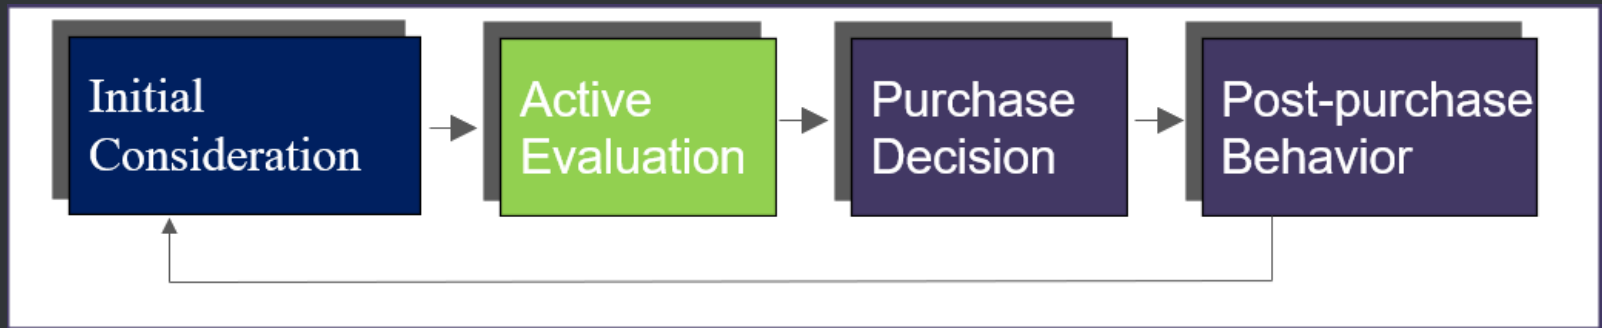 Initial
Consideration
Active
Evaluation
Purchase
Decision
Post-purchase
Behavior